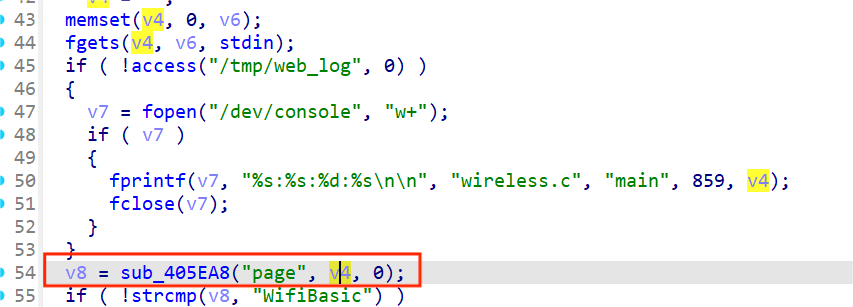 43 memset(v4, 0, v6);
44 fgets(v4, v6, stdin);
45 if ( !access("/tmp/web_log", 0) )
46 {
47 v7 = fopen("/dev/console", "w+");
48 if ( v7 )
49 {
50 fprintf(v7, "%s:%s:%d:%s\n\n", "wireless.c", "main", 859, v4);
51 fclose(v7);
52 }
53 }
54 v8 = sub_405EA8("page", v4, 0);
55 if ( !strcmp(v8, "WifiBasic") )